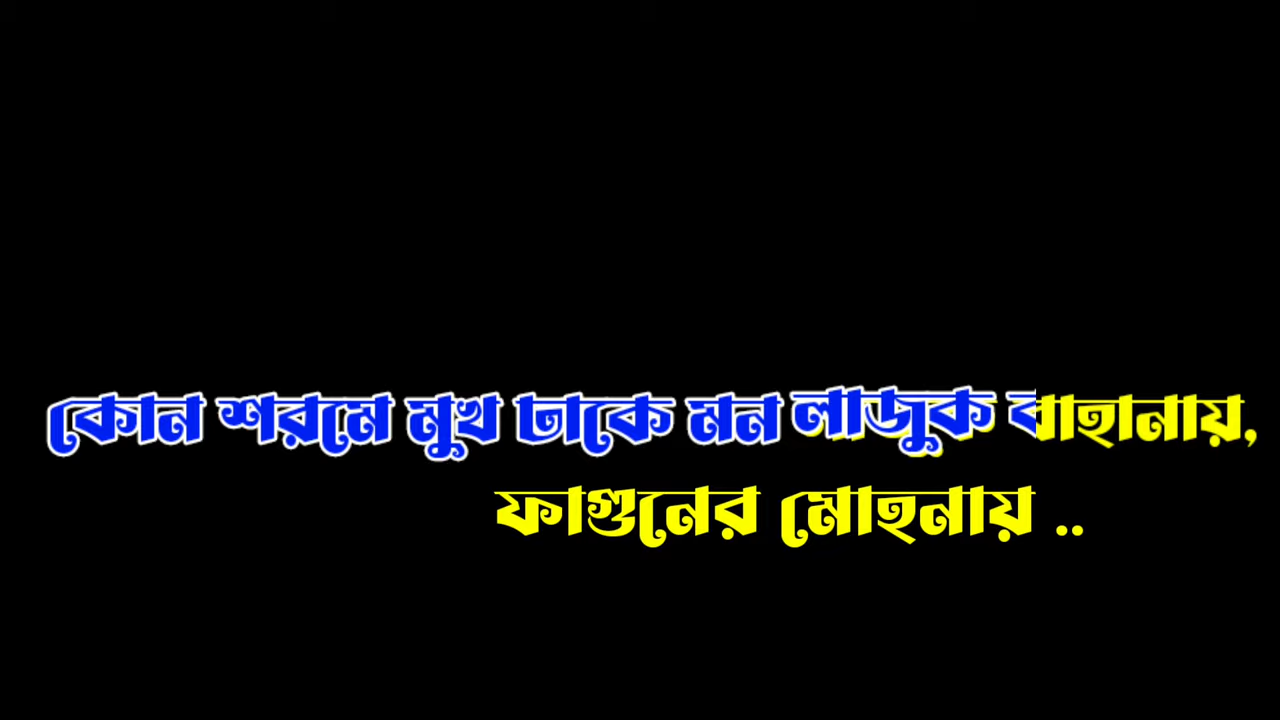 কোন শরমে মুখ ঢাকে মন লাজুক বাহানায়,
ফাগুনের মোহনায় ..